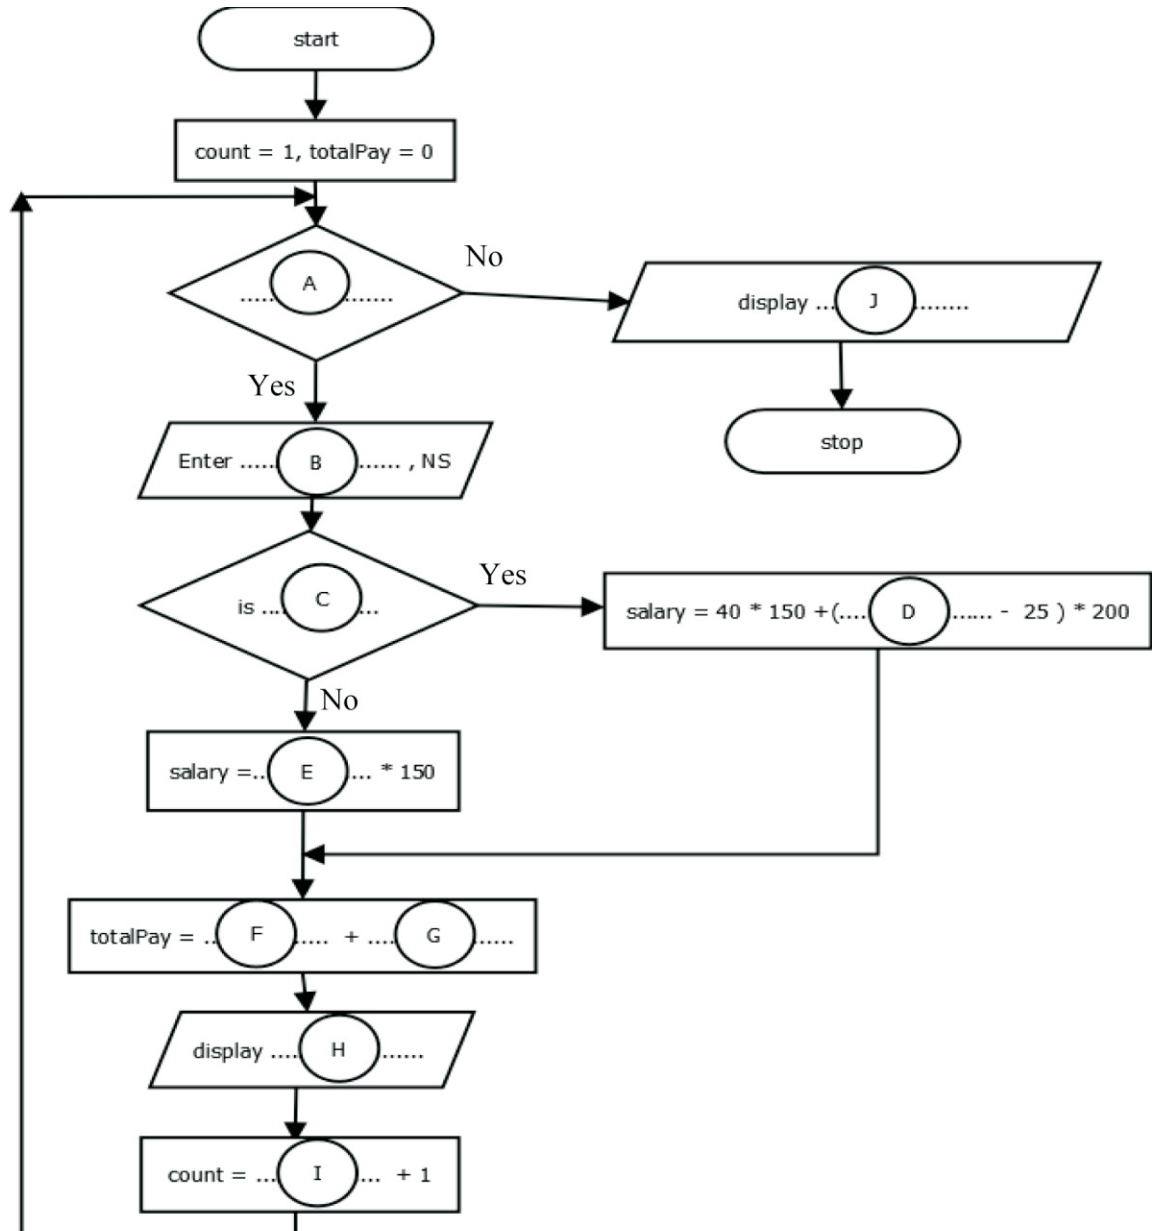 start
count = 1, totalPay = 0
..... A .......
No
display ... J ........
Yes
stop
Enter ..... B ...... , NS
is .... C ...
Yes
salary = 40 * 150 +(.... D ...... - 25 ) * 200
No
salary =.. E ... * 150
totalPay = .. F ..... + .... G ......
display .... H ......
count = ... I ... + 1